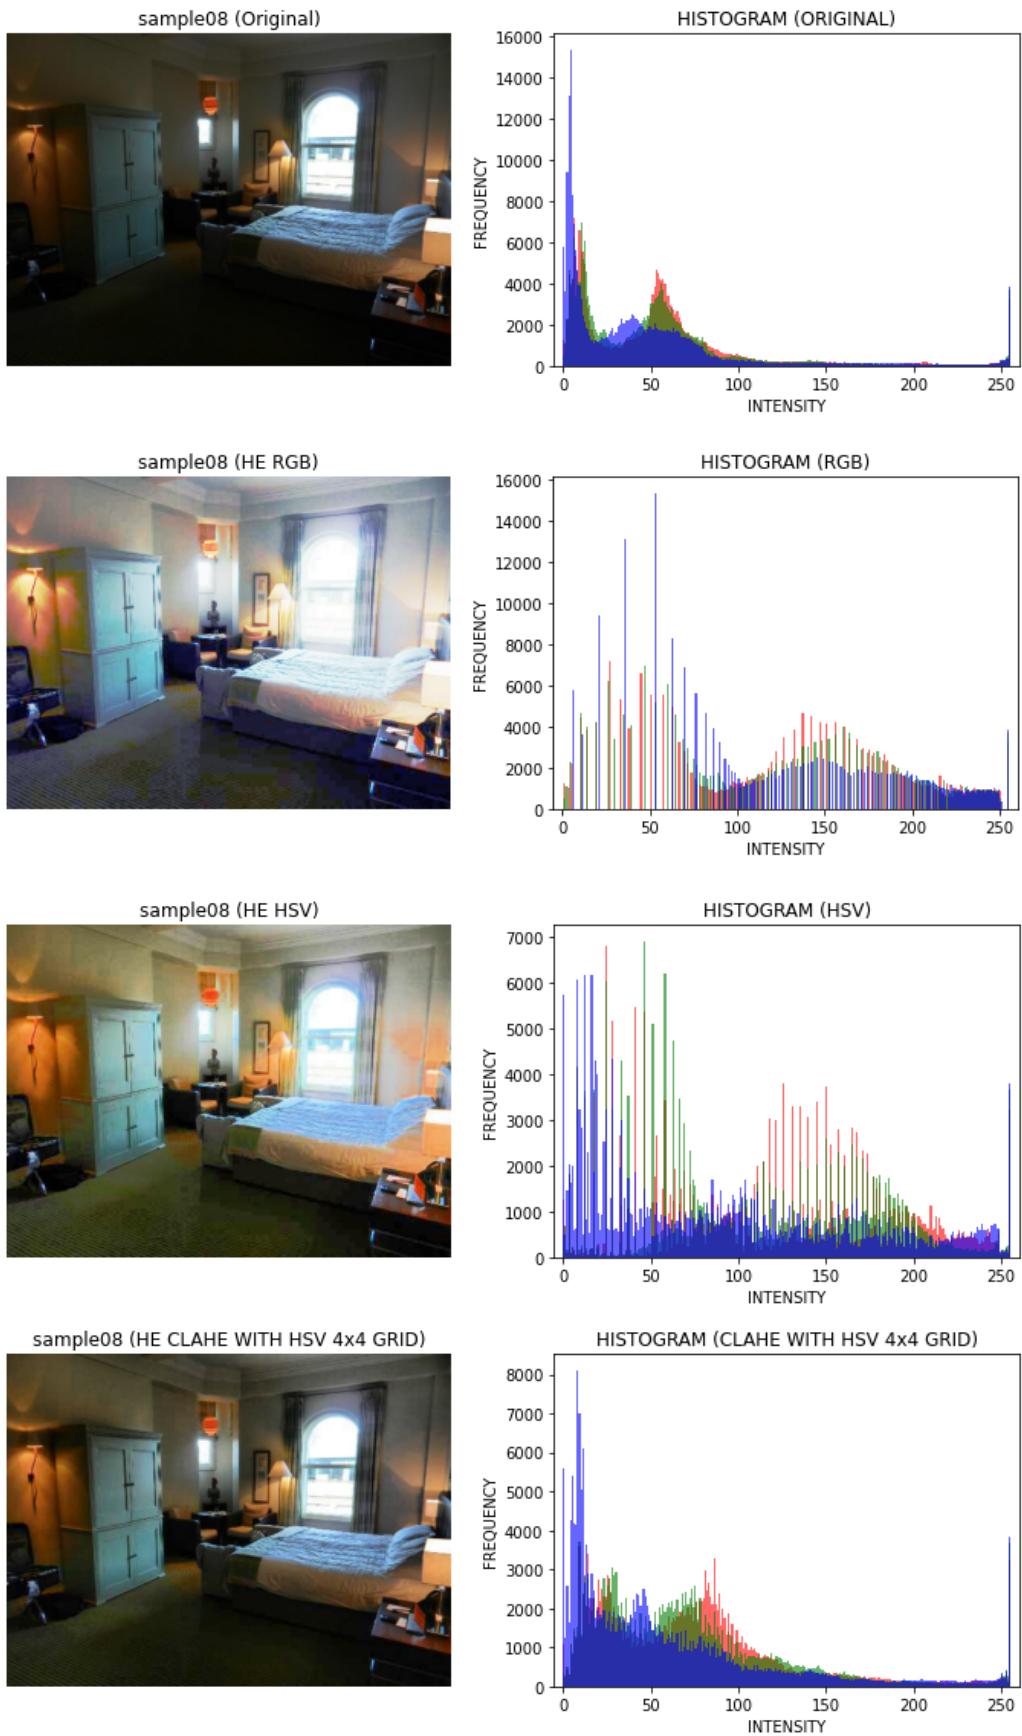 sample08 (Original)
HISTOGRAM (ORIGINAL)
16000
14000
12000
10000
8000
6000
4000
2000
0
FREQUENCY
0 50 100 150 200 250
INTENSITY
sample08 (HE RGB)
HISTOGRAM (RGB)
16000
14000
12000
10000
8000
6000
4000
2000
0
FREQUENCY
0 50 100 150 200 250
INTENSITY
sample08 (HE HSV)
HISTOGRAM (HSV)
7000
6000
5000
4000
3000
2000
1000
0
FREQUENCY
0 50 100 150 200 250
INTENSITY
sample08 (HE CLAHE WITH HSV 4x4 GRID)
HISTOGRAM (CLAHE WITH HSV 4x4 GRID)
8000
7000
6000
5000
4000
3000
2000
1000
0
FREQUENCY
0 50 100 150 200 250
INTENSITY